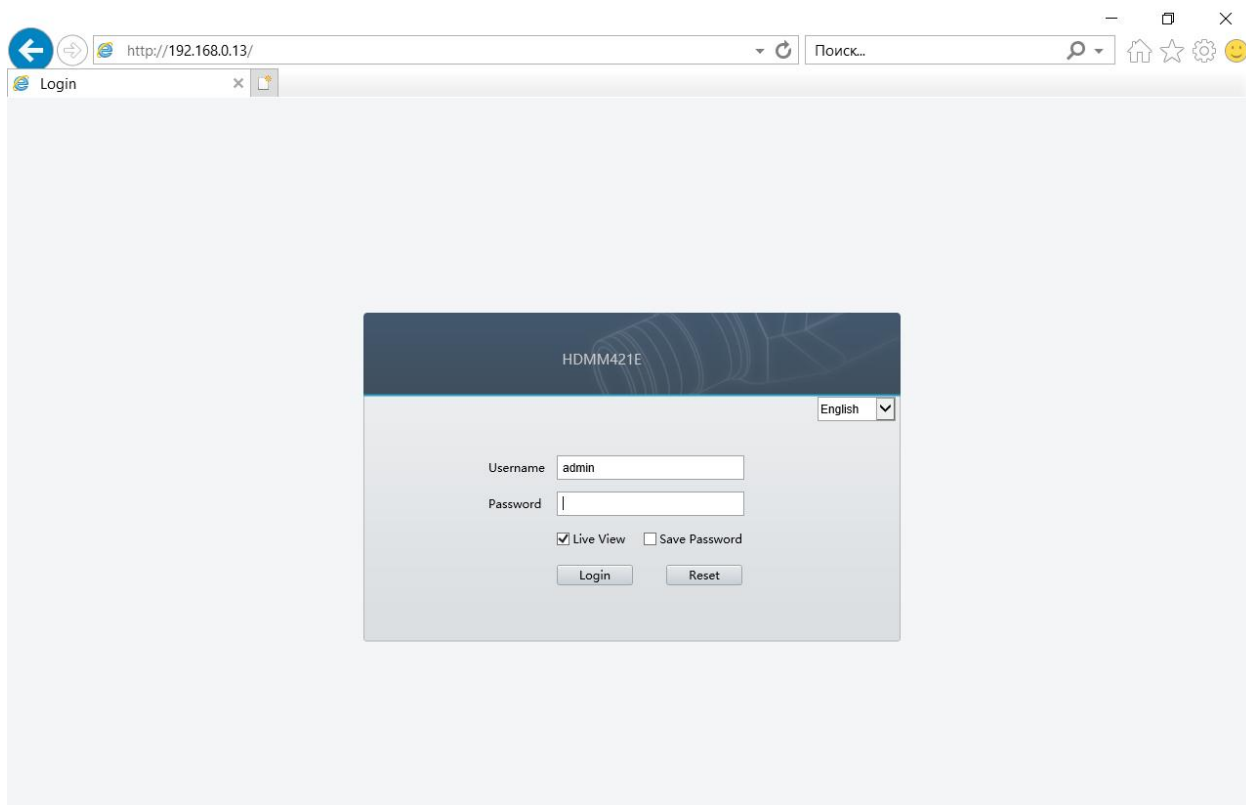 http://192.168.0.13/
Поиск...
Login
HDMM421E
English
Username admin
Password
Live View Save Password
Login Reset